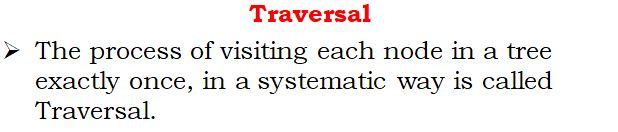 Traversal
➢ The process of visiting each node in a tree
exactly once, in a systematic way is called
Traversal.